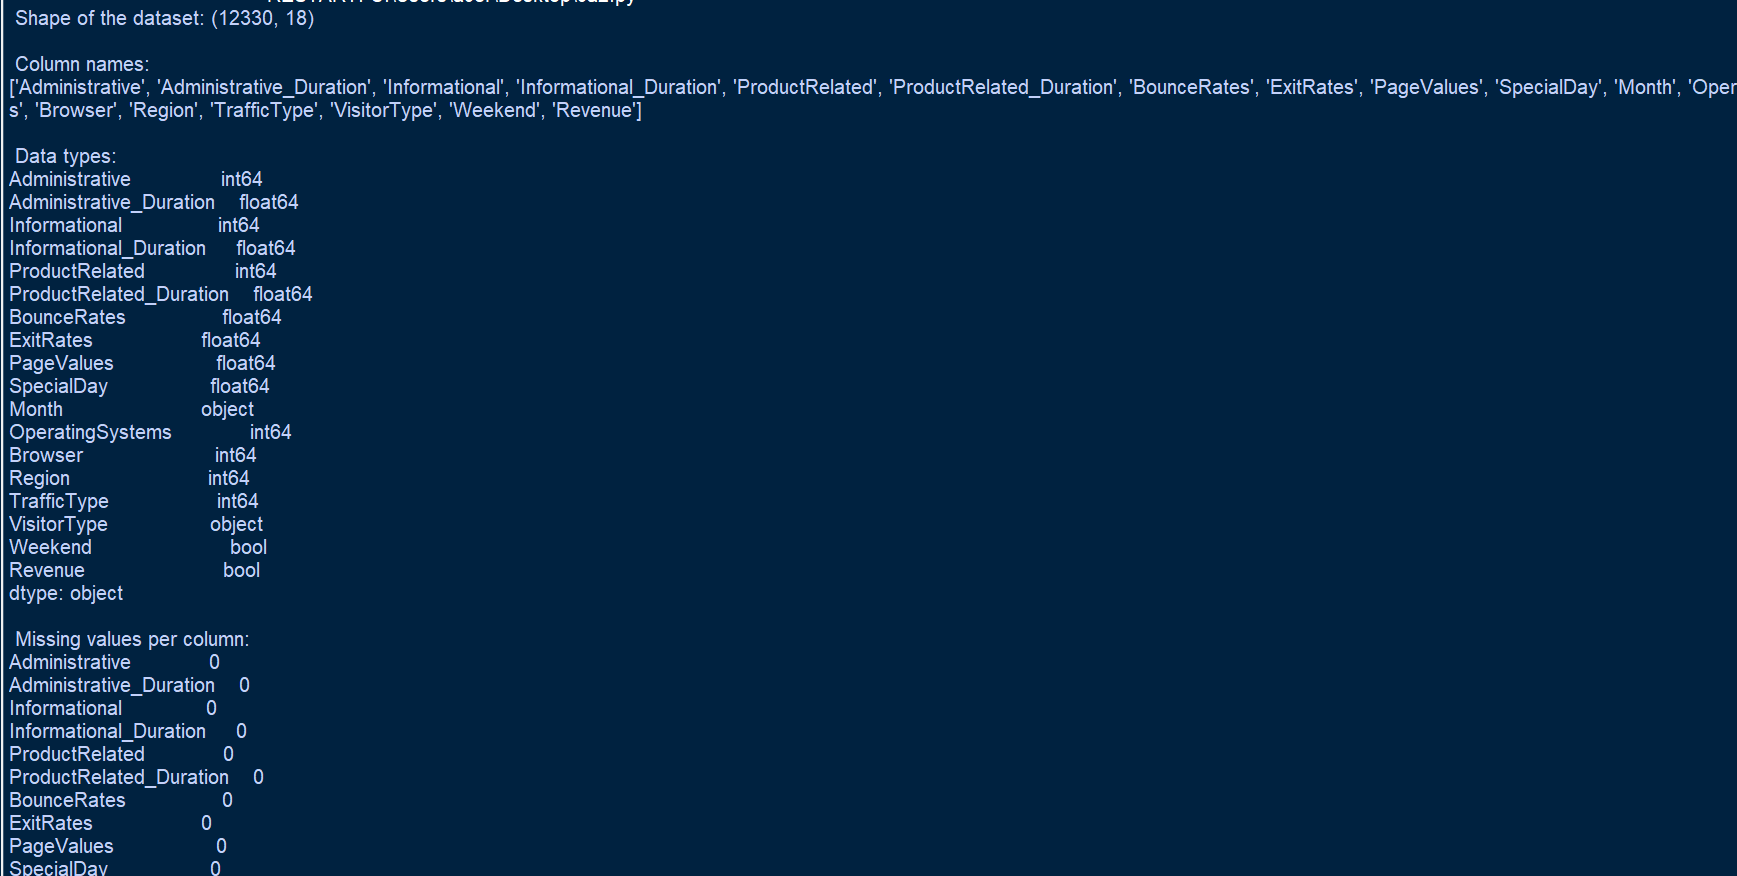 Shape of the dataset: (12330, 18)
Column names:
['Administrative', 'Administrative_Duration', 'Informational', 'Informational_Duration', 'ProductRelated', 'ProductRelated_Duration', 'BounceRates', 'ExitRates', 'PageValues', 'SpecialDay', 'Month', 'Oper
s', 'Browser', 'Region', 'TrafficType', 'VisitorType', 'Weekend', 'Revenue']
Data types:
Administrative int64
Administrative_Duration float64
Informational int64
Informational_Duration float64
ProductRelated int64
ProductRelated_Duration float64
BounceRates float64
ExitRates float64
PageValues float64
SpecialDay float64
Month object
OperatingSystems int64
Browser int64
Region int64
TrafficType int64
VisitorType object
Weekend bool
Revenue bool
dtype: object
Missing values per column:
Administrative 0
Administrative_Duration 0
Informational 0
Informational_Duration 0
ProductRelated 0
ProductRelated_Duration 0
BounceRates 0
ExitRates 0
PageValues 0
SpecialDay 0